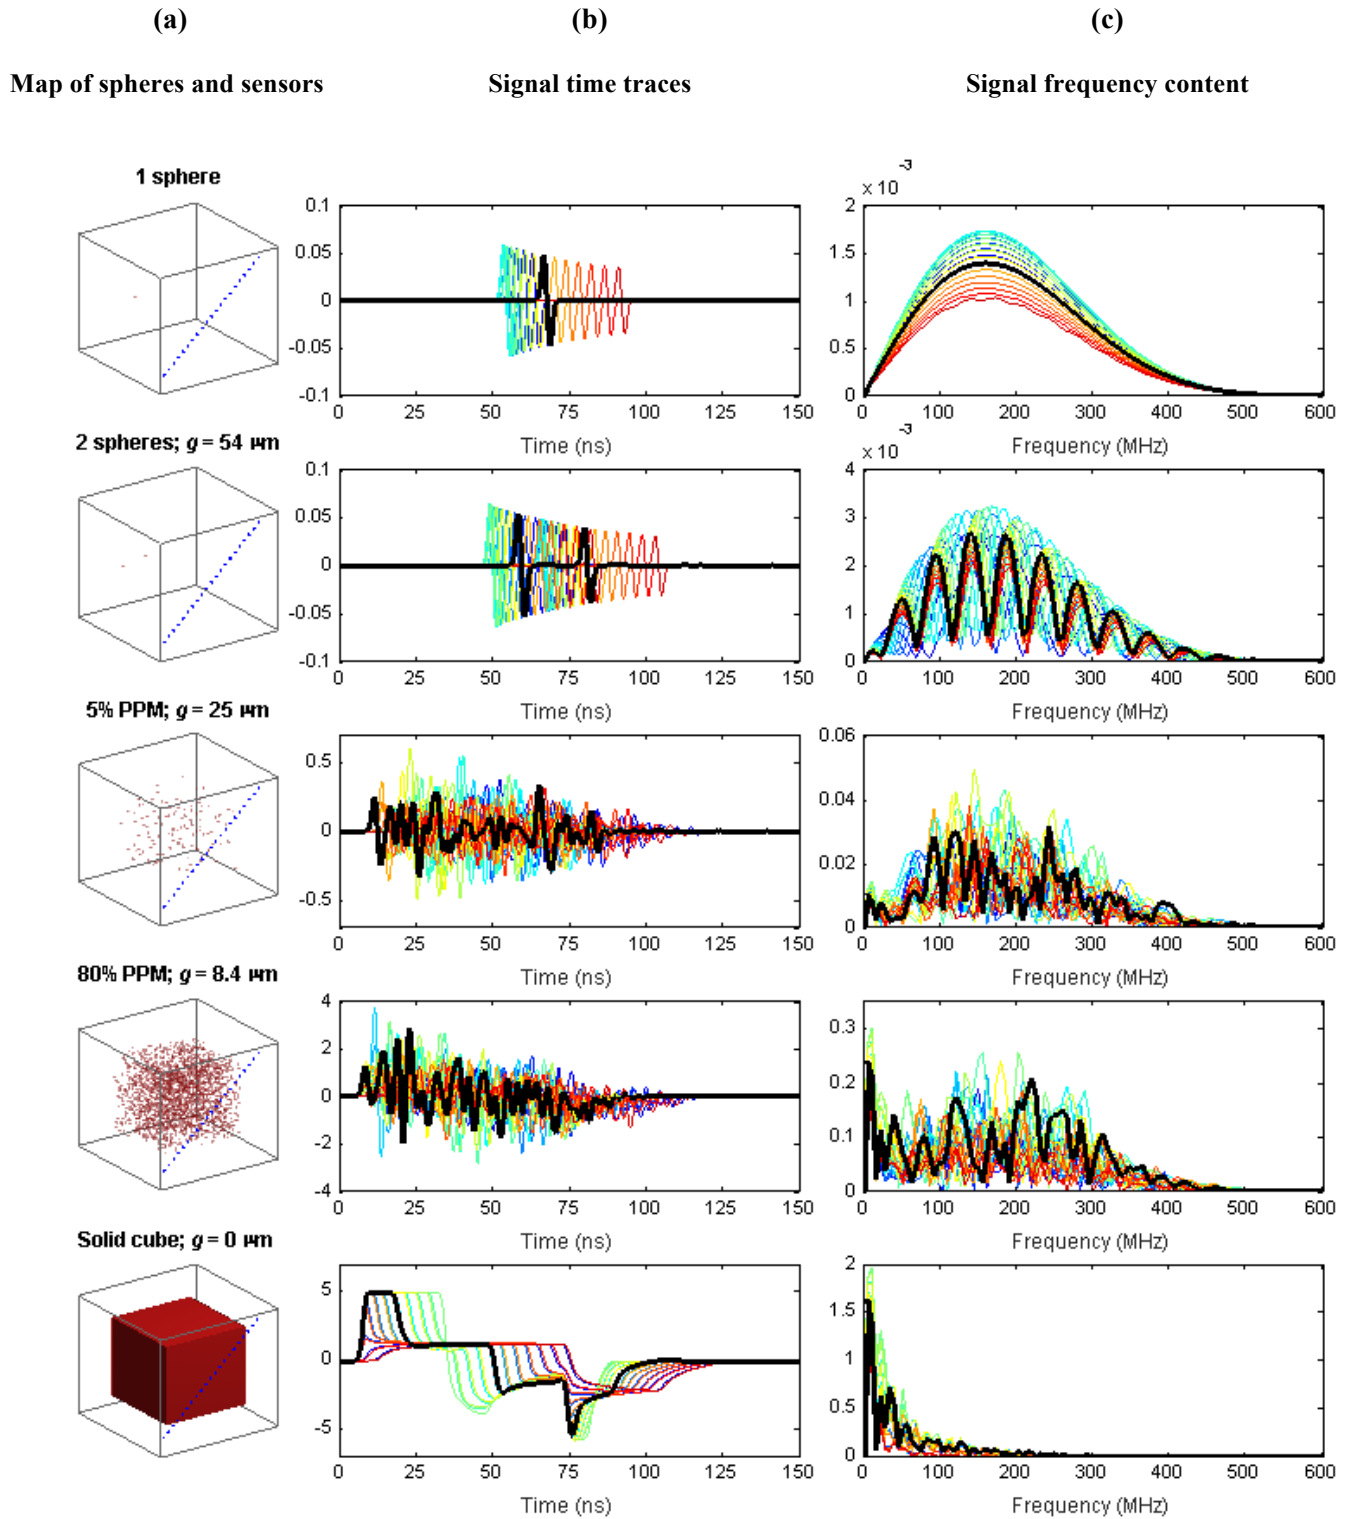 (a) (b) (c)
Map of spheres and sensors Signal time traces Signal frequency content
1 sphere
0.1
0.05
0
-0.05
-0.1
0 25 50 75 100 125 150
Time (ns)
x 10 -3
2
1.5
1
0.5
0
0 100 200 300 400 500 600
Frequency (MHz)
2 spheres; g = 54 µm
0.1
0.05
0
-0.05
-0.1
0 25 50 75 100 125 150
Time (ns)
x 10 -3
4
3
2
1
0
0 100 200 300 400 500 600
Frequency (MHz)
5% PPM; g = 25 µm
0.5
0
-0.5
0 25 50 75 100 125 150
Time (ns)
0.06
0.04
0.02
0
0 100 200 300 400 500 600
Frequency (MHz)
80% PPM; g = 8.4 µm
4
2
0
-2
-4
0 25 50 75 100 125 150
Time (ns)
0.3
0.2
0.1
0
0 100 200 300 400 500 600
Frequency (MHz)
Solid cube; g = 0 µm
5
0
-5
0 25 50 75 100 125 150
Time (ns)
2
1.5
1
0.5
0
0 100 200 300 400 500 600
Frequency (MHz)